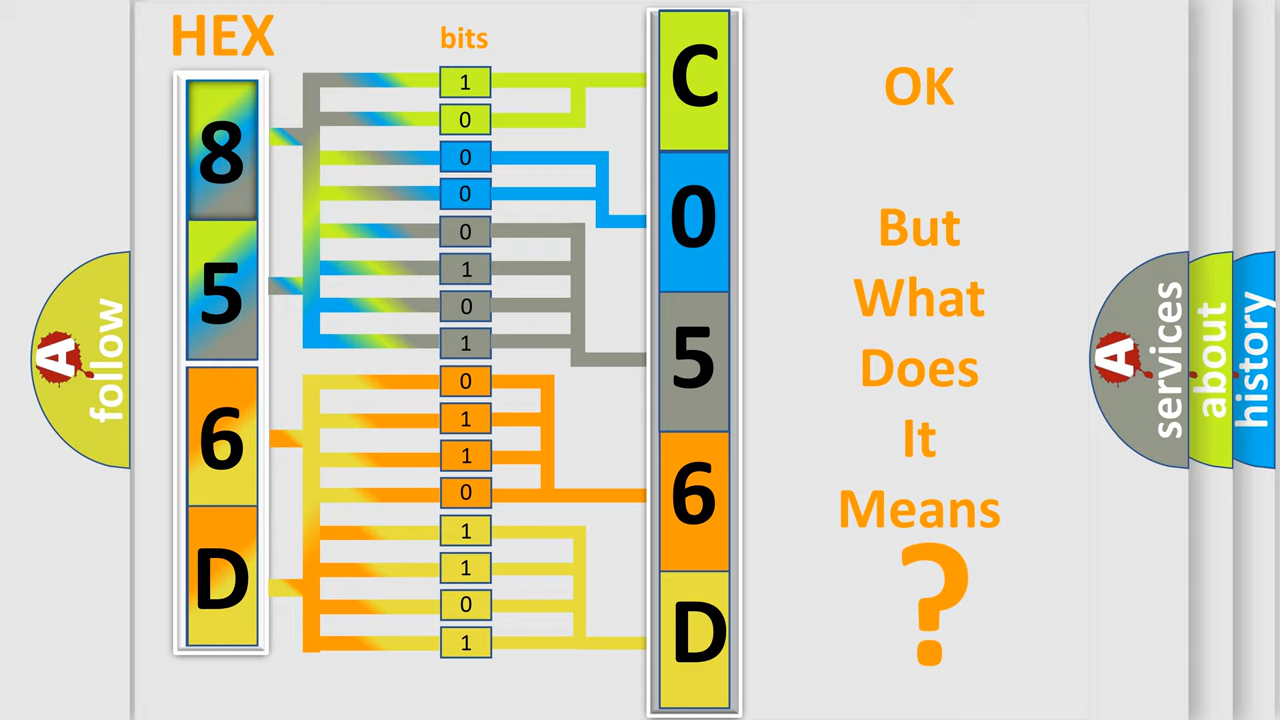 HEX
bits
8
5
6
D
1
0
0
0
0
1
0
1
0
1
1
0
1
1
0
1
C
0
5
6
D
OK
But
What
Does
It
Means
?
A
follow
A
services
about
history